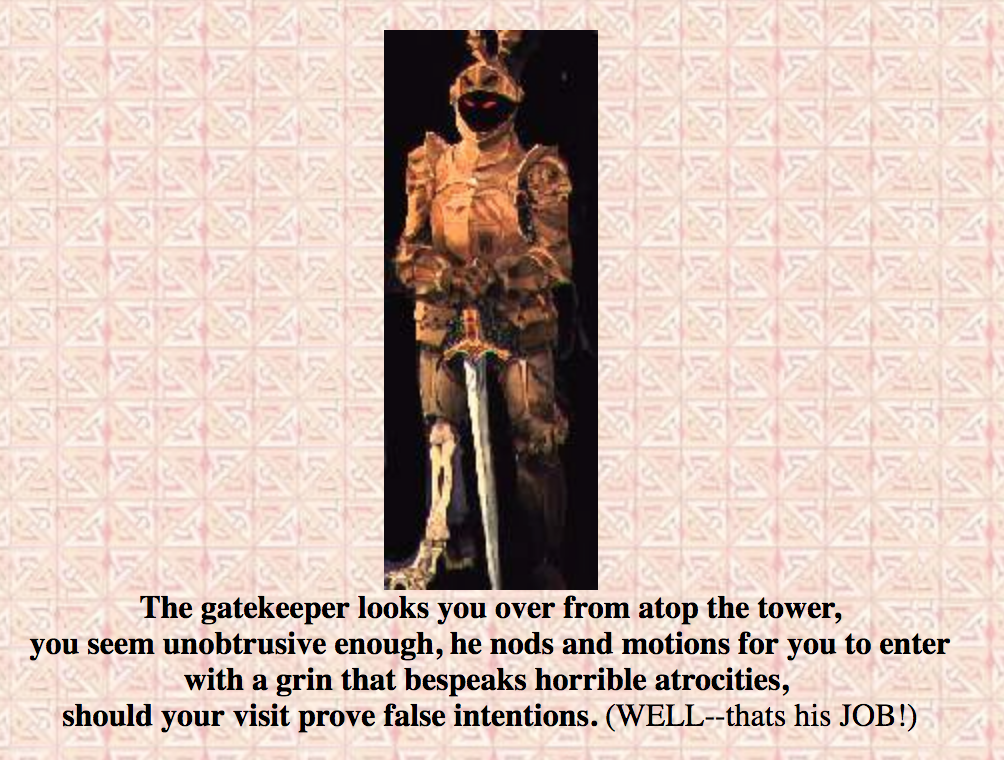 The gatekeeper looks you over from atop the tower,
you seem unobtrusive enough, he nods and motions for you to enter
with a grin that bespeaks horrible atrocities,
should your visit prove false intentions. (WELL--thats his JOB!)